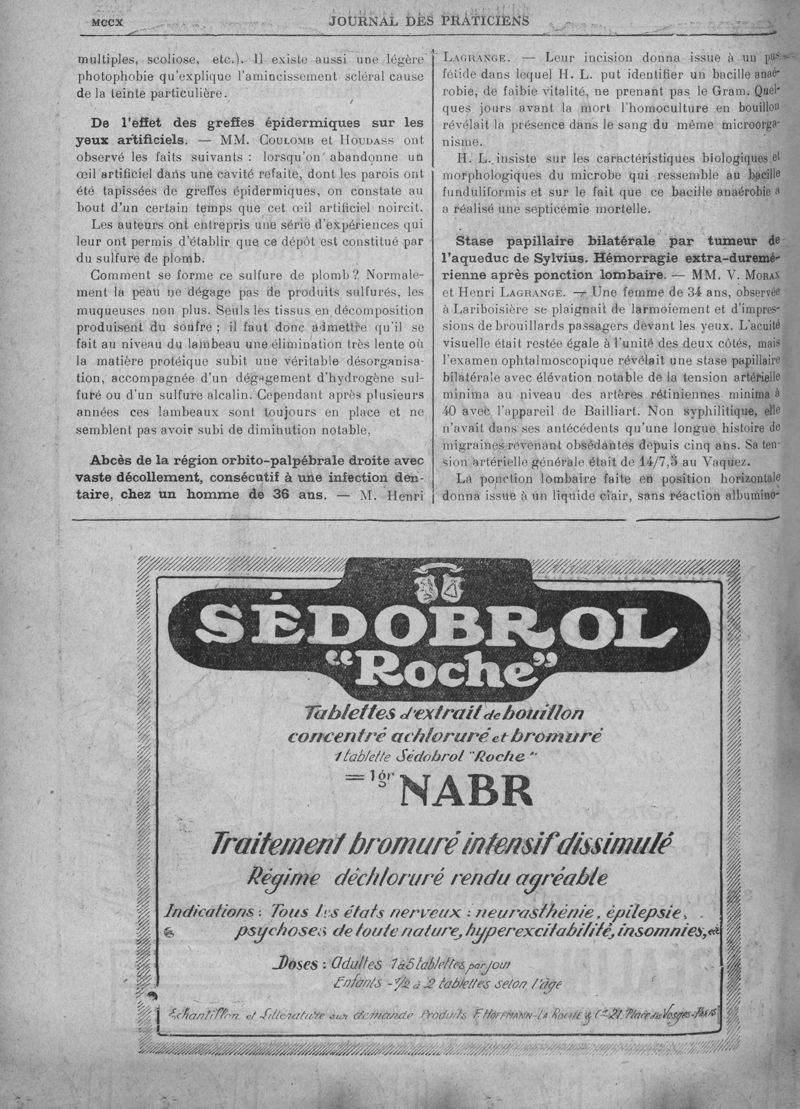 MCCX
JOURNAL DES PRATICIENS
multiples, scoliose, etc.). Il existe aussi une légère
photophobie qu'explique l'amincissement scléral cause
de la teinte particulière.
De l'effet des greffes épidermiques sur les
yeux artificiels. — MM. COULOMB et HOUDASS ont
observé les faits suivants : lorsqu'on abandonne un
œil artificiel dans une cavité refaite, dont les parois ont
été tapissées de greffes épidermiques, on constate au
bout d'un certain temps que cet œil artificiel noircit.
Les auteurs ont entrepris une série d'expériences qui
leur ont permis d'établir que ce dépôt est constitué par
du sulfure de plomb.
Comment se forme ce sulfure de plomb ? Normale-
ment la peau ne dégage pas de produits sulfurés, les
muqueuses non plus. Seuls les tissus en décomposition
produisent du soufre ; il faut donc admettre qu'il se
fait au niveau du lambeau une élimination très lente où
la matière protéique subit une véritable désorganisa-
tion, accompagnée d'un dégagement d'hydrogène sul-
furé ou d'un sulfure alcalin. Cependant après plusieurs
années ces lambeaux sont toujours en place et ne
semblent pas avoir subi de diminution notable.
Abcès de la région orbito-palpébrale droite avec
vaste décollement, consécutif à une infection den-
taire, chez un homme de 36 ans. — M. Henri
LAGRANGE. — Leur incision donna issue à un pus
fétide dans lequel H. L. put identifier un bacille anaé-
robie, de faible vitalité, ne prenant pas le Gram. Quel-
ques jours avant la mort l'homoculture en bouillon
révélait la présence dans le sang du même microorga-
nisme.
H. L. insiste sur les caractéristiques biologiques et
morphologiques du microbe qui ressemble au bacille
funduliformis et sur le fait que ce bacille anaérobie a
a réalisé une septicémie mortelle.
Stase papillaire bilatérale par tumeur de
l'aqueduc de Sylvius. Hémorragie extra-duremé-
rienne après ponction lombaire. — MM. V. MORAX
et Henri LAGRANGE. — Une femme de 34 ans, observée
à Lariboisière se plaignait de larmoiement et d'impres-
sions de brouillards passagers devant les yeux. L'acuité
visuelle était restée égale à l'unité des deux côtés, mais
l'examen ophtalmoscopique révélait une stase papillaire
bilatérale avec élévation notable de la tension artérielle
minima au niveau des artères rétiniennes minima à
40 avec l'appareil de Bailliart. Non syphilitique, elle
n'avait dans ses antécédents qu'une longue histoire de
migraines revenant obsédantes depuis cinq ans. Sa ten-
sion artérielle générale était de 14/7,3 au Vaquez.
La ponction lombaire faite en position horizontale
donna issue à un liquide clair, sans réaction albumino-
SÉDOBROL
"Roche"
Tablettes d'extrait de bouillon
concentré achloruré et bromuré
1 tablette Sédobrol "Roche"
= 1gr NABR
Traitement bromuré intensif dissimulé
Régime déchloruré rendu agréable
Indications : Tous les états nerveux : neurasthénie, épilepsie,
psychoses de toute nature, hyperexcitabilité, insomnies, etc
Doses : Adultes 1 à 5 tablettes par jour
Enfants - 1/2 à 2 tablettes selon l'âge
Echantillon et Littérature sur demande Produits F. HOFFMANN-LA ROCHE & Cie 21 Place des Vosges-PARIS